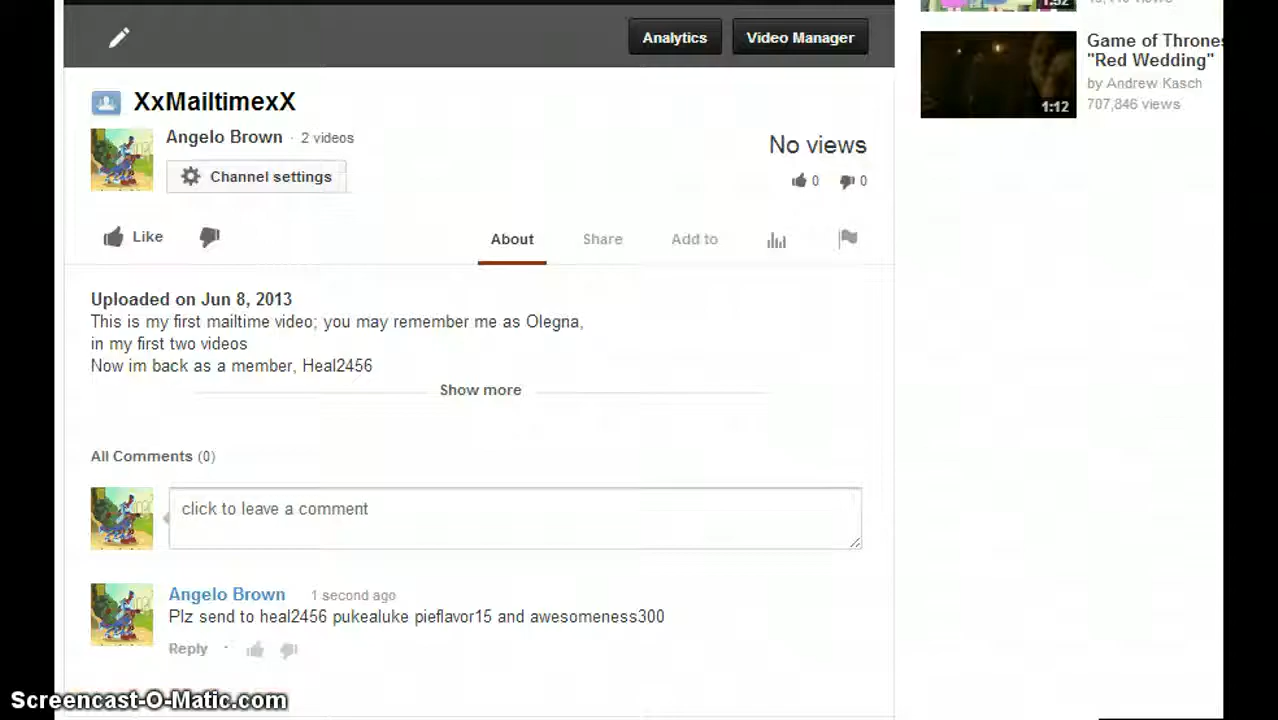 Analytics
Video Manager
XxMailtimexX
Angelo Brown · 2 videos
Channel settings
No views
0
0
Like
About
Share
Add to
Uploaded on Jun 8, 2013
This is my first mailtime video; you may remember me as Olegna,
in my first two videos
Now im back as a member, Heal2456
Show more
All Comments (0)
click to leave a comment
Angelo Brown 1 second ago
Plz send to heal2456 pukealuke pieflavor15 and awesomeness300
Reply ·
1:12
Game of Thrones
"Red Wedding"
by Andrew Kasch
707,846 views
Screencast-O-Matic.com